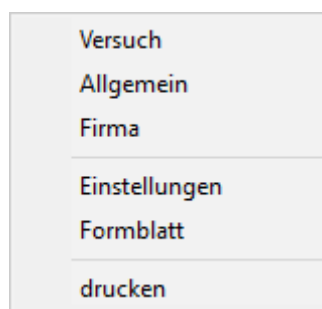 Versuch
Allgemein
Firma
Einstellungen
Formblatt
drucken